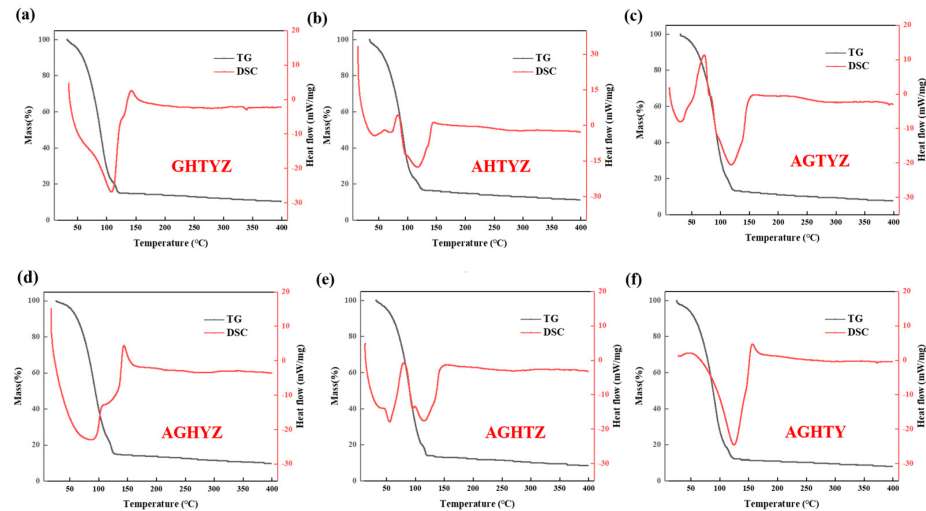 (a)
100
80
60
40
20
0
Mass(%)
TG
DSC
GHTYZ
20
10
0
-10
-20
-30
Heat flow (mW/mg)
50 100 150 200 250 300 350 400
Temperature (°C)
(b)
100
80
60
40
20
0
Mass(%)
TG
DSC
AHTYZ
30
15
0
-15
-30
Heat flow (mW/mg)
50 100 150 200 250 300 350 400
Temperature (°C)
(c)
100
80
60
40
20
0
Mass(%)
TG
DSC
AGTYZ
20
10
0
-10
-20
-30
Heat flow (mW/mg)
50 100 150 200 250 300 350 400
Temperature (°C)
(d)
100
80
60
40
20
0
Mass(%)
TG
DSC
AGHYZ
20
10
0
-10
-20
-30
Heat flow (mW/mg)
50 100 150 200 250 300 350 400
Temperature (°C)
(e)
100
80
60
40
20
0
Mass(%)
TG
DSC
AGHTZ
20
10
0
-10
-20
-30
Heat flow (mW/mg)
50 100 150 200 250 300 350 400
Temperature (°C)
(f)
100
80
60
40
20
0
Mass(%)
TG
DSC
AGHTY
20
10
0
-10
-20
-30
Heat flow (mW/mg)
50 100 150 200 250 300 350 400
Temperature (°C)